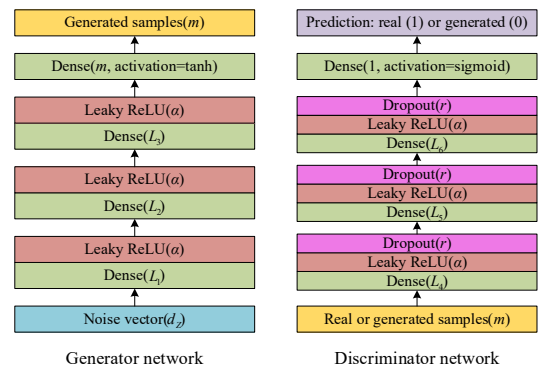 Generated samples(m)
Dense(m, activation=tanh)
Leaky ReLU(α)
Dense(L3)
Leaky ReLU(α)
Dense(L2)
Leaky ReLU(α)
Dense(L1)
Noise vector(dZ)
Generator network
Prediction: real (1) or generated (0)
Dense(1, activation=sigmoid)
Dropout(r)
Leaky ReLU(α)
Dense(L6)
Dropout(r)
Leaky ReLU(α)
Dense(L5)
Dropout(r)
Leaky ReLU(α)
Dense(L4)
Real or generated samples(m)
Discriminator network